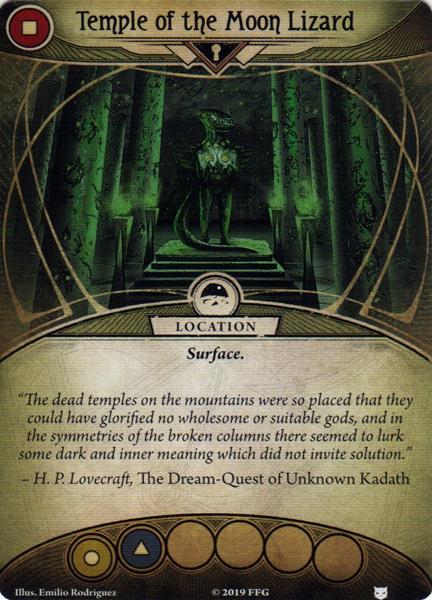 Temple of the Moon Lizard
LOCATION
Surface.
“The dead temples on the mountains were so placed that they
could have glorified no wholesome or suitable gods, and in
the symmetries of the broken columns there seemed to lurk
some dark and inner meaning which did not invite solution.”
– H. P. Lovecraft, The Dream-Quest of Unknown Kadath
Illus. Emilio Rodriguez
© 2019 FFG